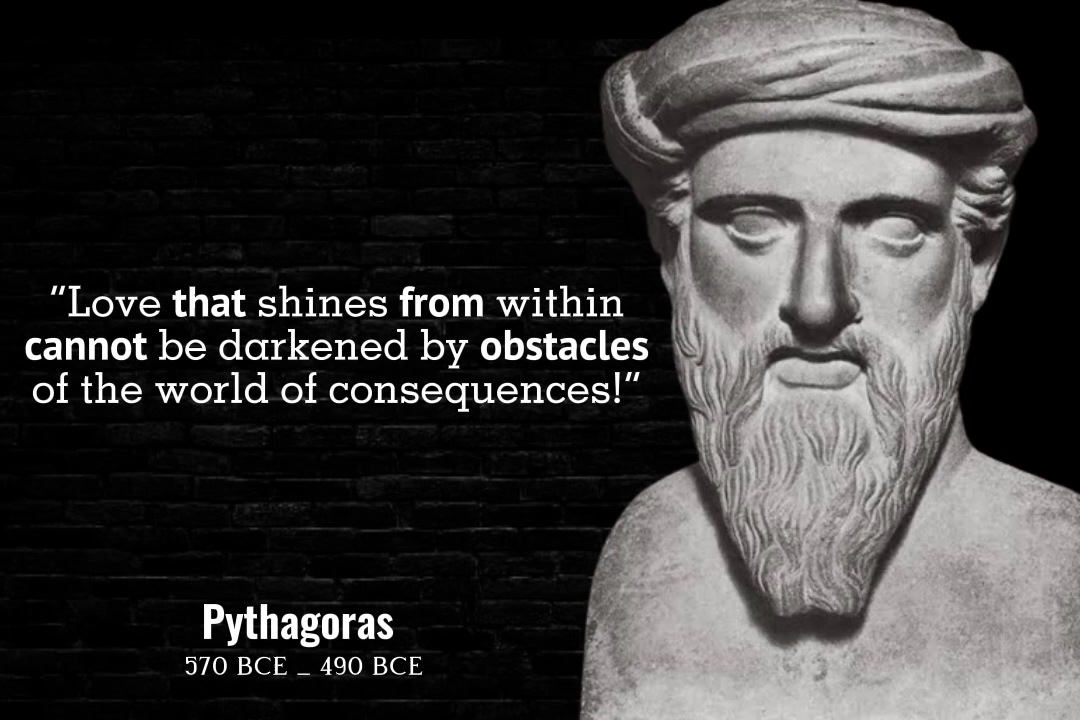 “Love that shines from within
cannot be darkened by obstacles
of the world of consequences!”
Pythagoras
570 BCE _ 490 BCE